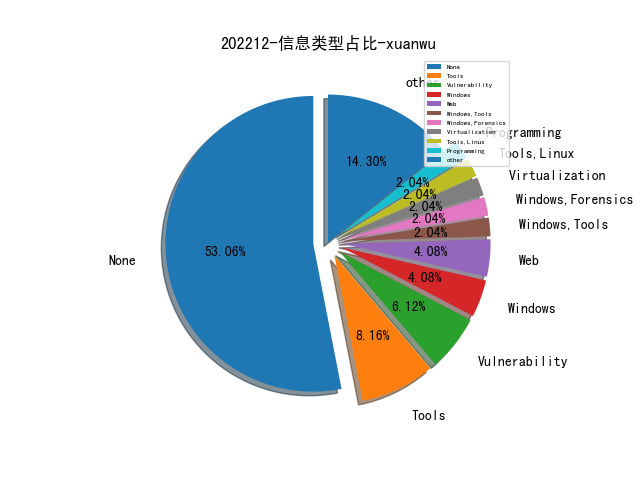 202212-信息类型占比-xuanwu
None
Tools
Vulnerability
Windows
Web
Windows,Tools
Windows,Forensics
Virtualization
Tools,Linux
Programming
other
other
14.30%
Programming
2.04%
Tools,Linux
2.04%
Virtualization
2.04%
Windows,Forensics
2.04%
Windows,Tools
2.04%
Web
4.08%
Windows
4.08%
Vulnerability
6.12%
Tools
8.16%
None
53.06%